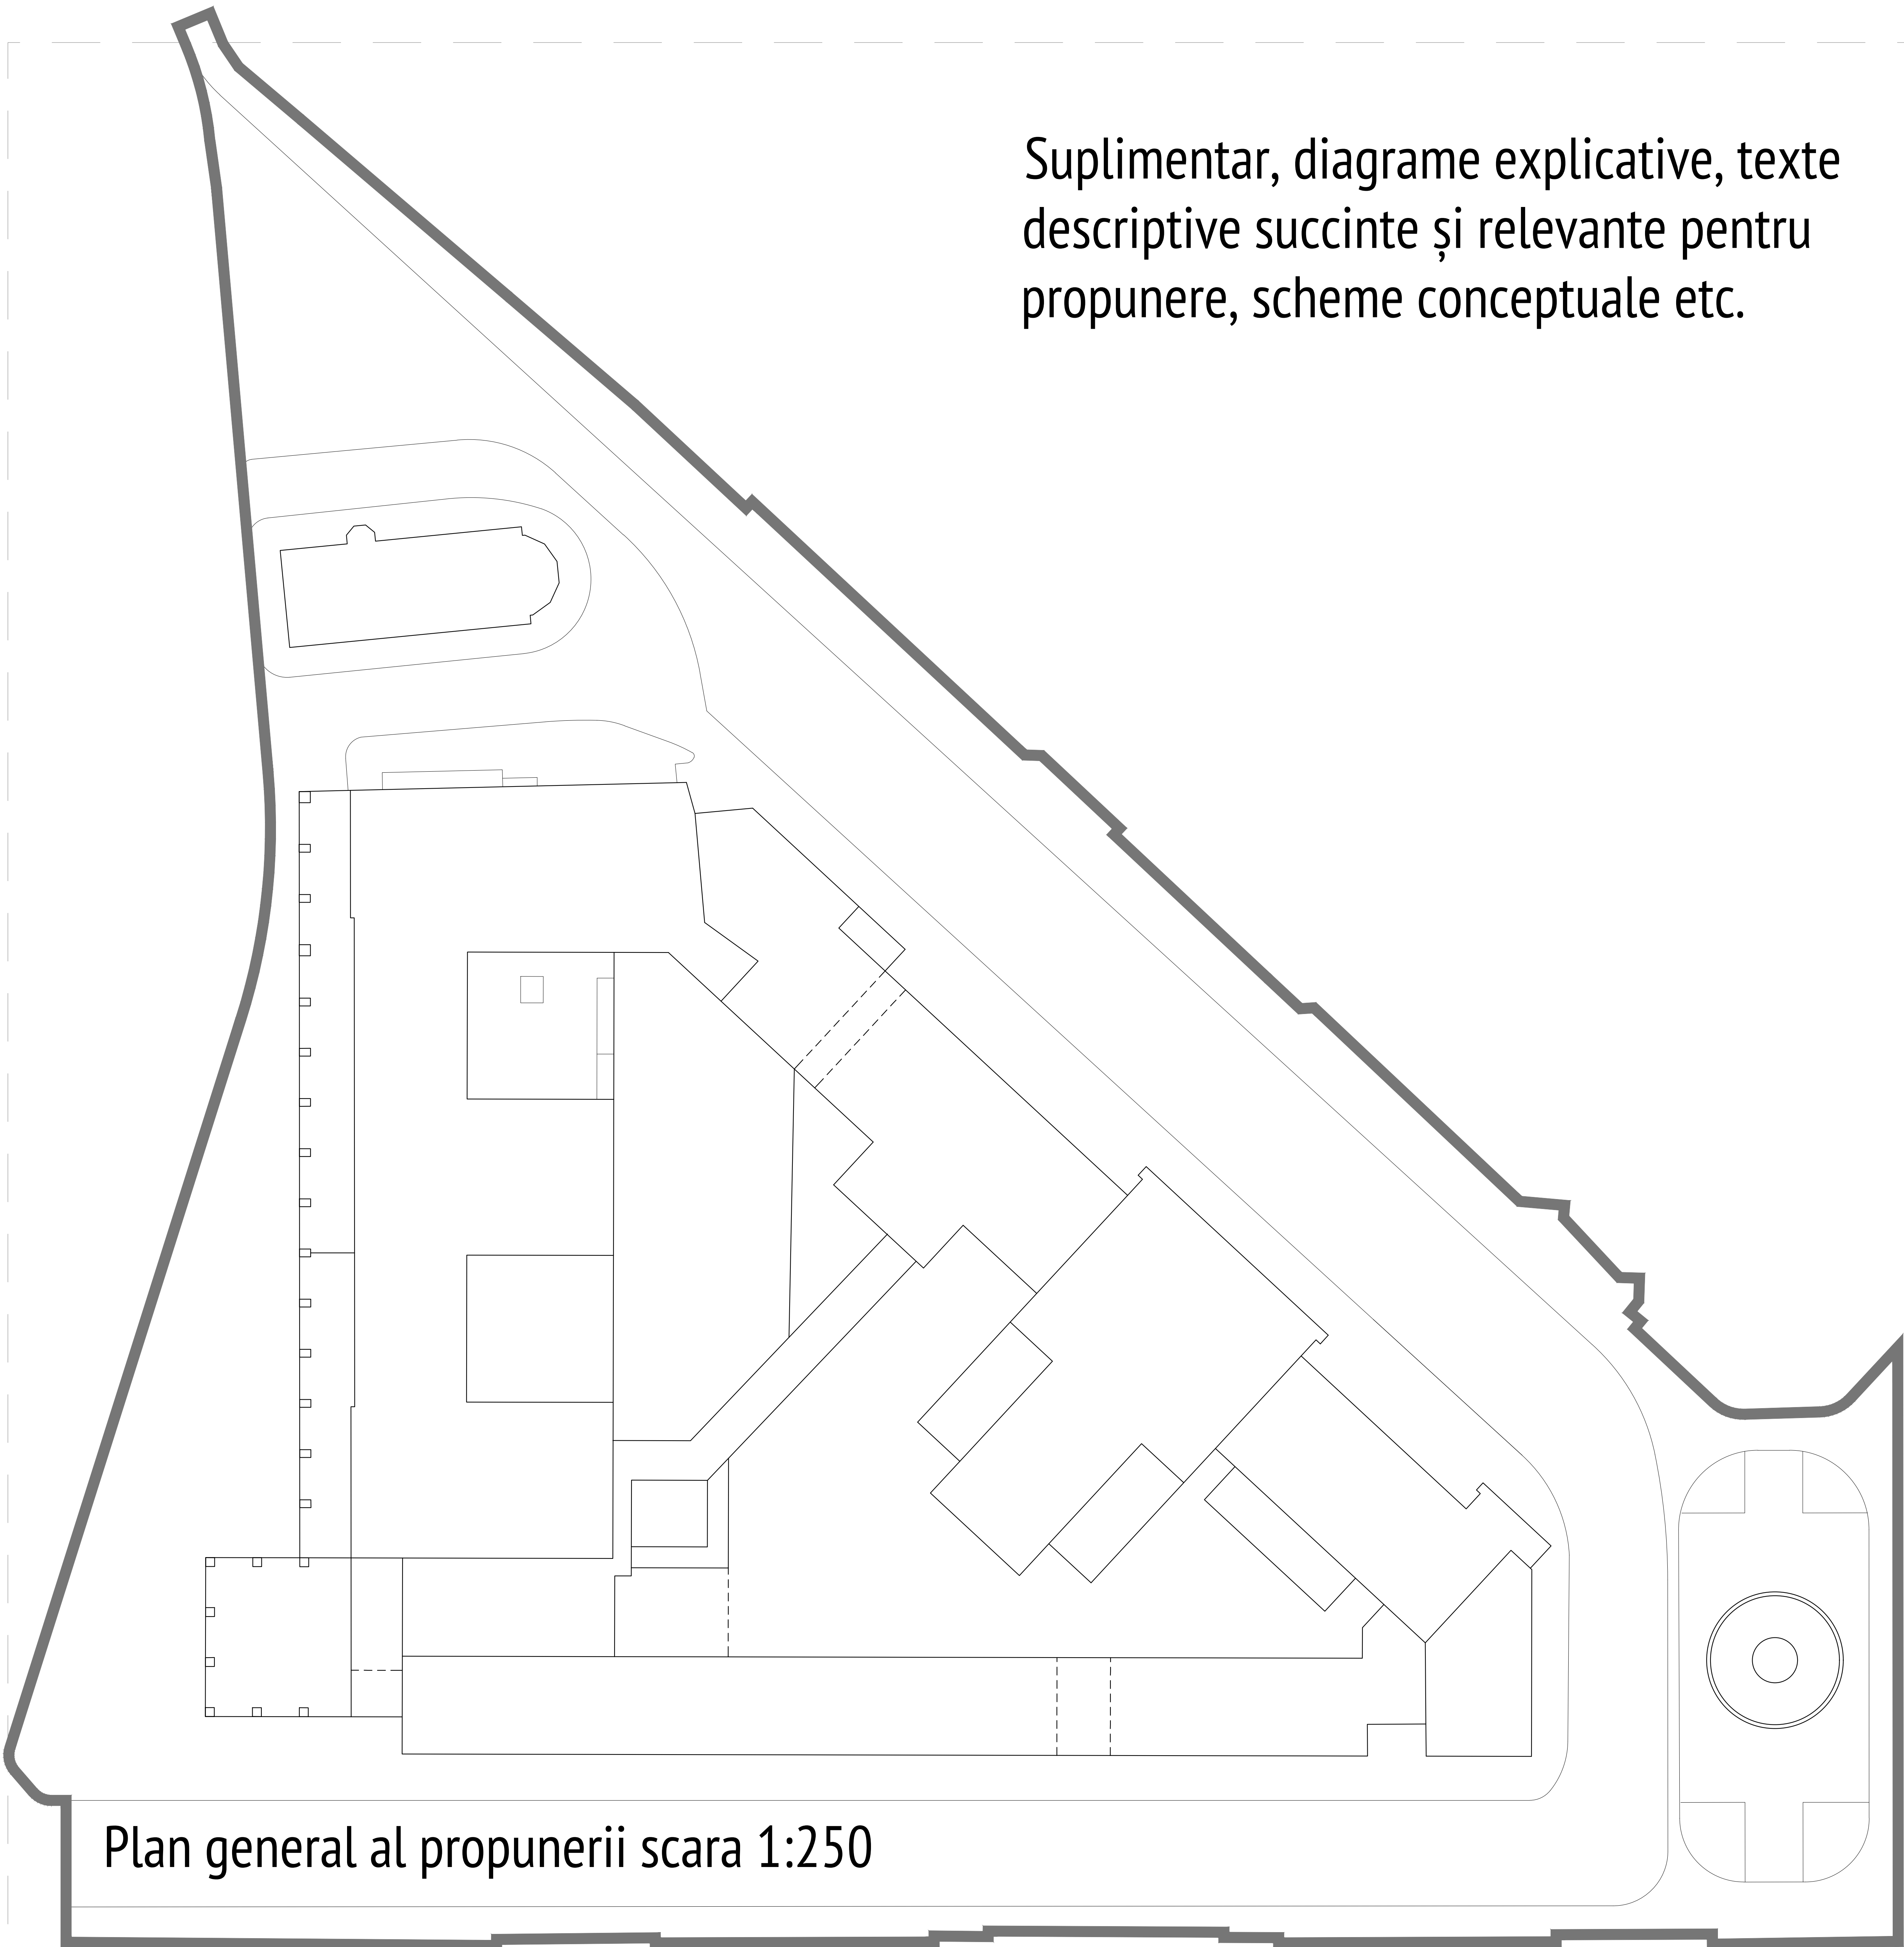 Suplimentar, diagrame explicative, texte
descriptive succinte și relevante pentru
propunere, scheme conceptuale etc.
Plan general al propunerii scara 1:250